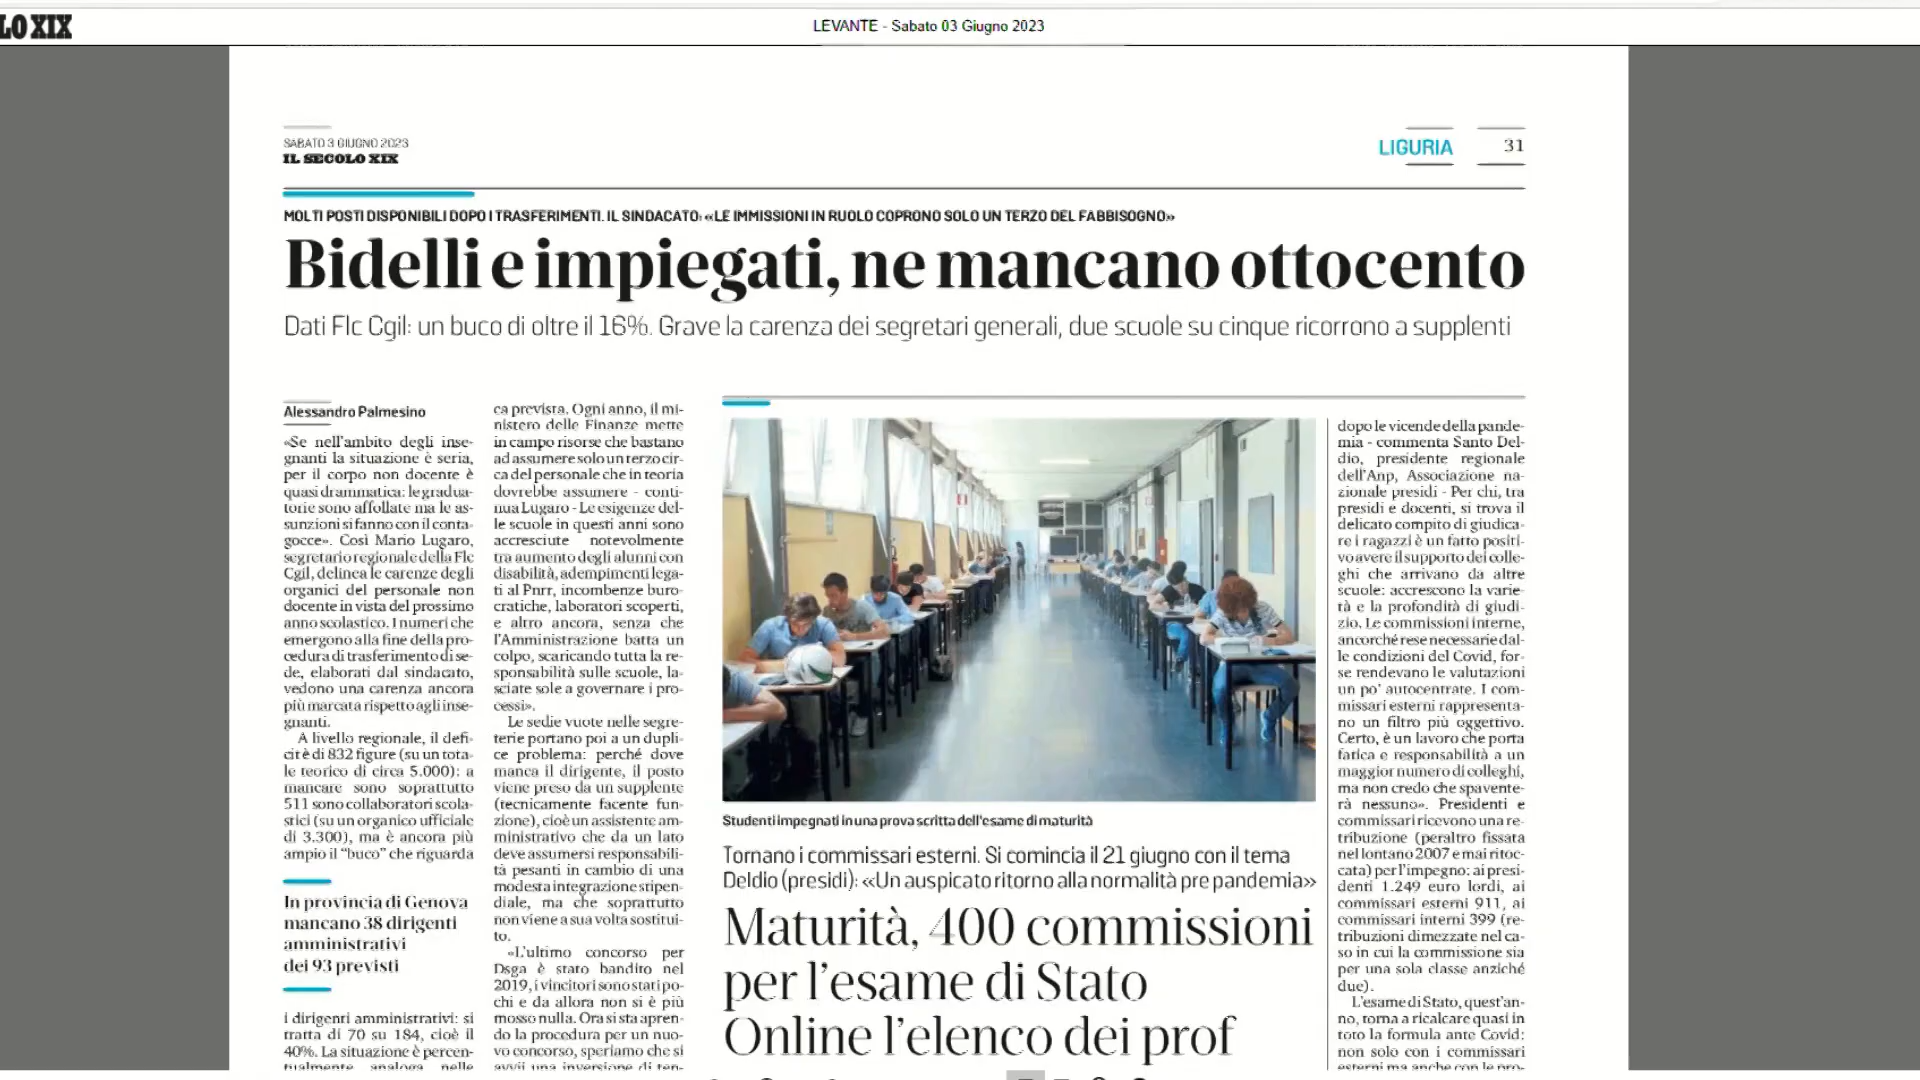 LO XIX
LEVANTE - Sabato 03 Giugno 2023
SABATO 3 GIUGNO 2023
IL SECOLO XIX
LIGURIA
31
MOLTI POSTI DISPONIBILI DOPO I TRASFERIMENTI. IL SINDACATO: «LE IMMISSIONI IN RUOLO COPRONO SOLO UN TERZO DEL FABBISOGNO»
Bidelli e impiegati, ne mancano ottocento
Dati Flc Cgil: un buco di oltre il 16%. Grave la carenza dei segretari generali, due scuole su cinque ricorrono a supplenti
Alessandro Palmesino
«Se nell'ambito degli inse-
gnanti la situazione è seria,
per il corpo non docente è
quasi drammatica: le gradua-
torie sono affollate ma le as-
sunzioni si fanno con il conta-
gocce». Così Mario Lugaro,
segretario regionale della Flc
Cgil, delinea le carenze degli
organici del personale non
docente in vista del prossimo
anno scolastico. I numeri che
emergono alla fine della pro-
cedura di trasferimento di se-
de, elaborati dal sindacato,
vedono una carenza ancora
più marcata rispetto agli inse-
gnanti.
A livello regionale, il defi-
cit è di 832 figure (su un tota-
le teorico di circa 5.000): a
mancare sono soprattutto
511 sono collaboratori scola-
stici (su un organico ufficiale
di 3.300), ma è ancora più
ampio il "buco" che riguarda
In provincia di Genova
mancano 38 dirigenti
amministrativi
dei 93 previsti
i dirigenti amministrativi: si
tratta di 70 su 184, cioè il
40%. La situazione è percen-
tualmente analoga nelle
ca prevista. Ogni anno, il mi-
nistero delle Finanze mette
in campo risorse che bastano
ad assumere solo un terzo cir-
ca del personale che in teoria
dovrebbe assumere - conti-
nua Lugaro - Le esigenze del-
le scuole in questi anni sono
accresciute notevolmente
tra aumento degli alunni con
disabilità, adempimenti lega-
ti al Pnrr, incombenze buro-
cratiche, laboratori scoperti,
e altro ancora, senza che
l'Amministrazione batta un
colpo, scaricando tutta la re-
sponsabilità sulle scuole, la-
sciate sole a governare i pro-
cessi».
Le sedie vuote nelle segre-
terie portano poi a un dupli-
ce problema: perché dove
manca il dirigente, il posto
viene preso da un supplente
(tecnicamente facente fun-
zione), cioè un assistente am-
ministrativo che da un lato
deve assumersi responsabili-
tà pesanti in cambio di una
modesta integrazione stipen-
diale, ma che soprattutto
non viene a sua volta sostitui-
to.
«L'ultimo concorso per
Dsga è stato bandito nel
2019, i vincitori sono stati po-
chi e da allora non si è più
mosso nulla. Ora si sta apren-
do la procedura per un nuo-
vo concorso, speriamo che si
avvii una inversione di ten-
Studenti impegnati in una prova scritta dell'esame di maturità
Tornano i commissari esterni. Si comincia il 21 giugno con il tema
Deldio (presidi): «Un auspicato ritorno alla normalità pre pandemia»
Maturità, 400 commissioni
per l'esame di Stato
Online l'elenco dei prof
dopo le vicende della pande-
mia - commenta Santo Del-
dio, presidente regionale
dell'Anp, Associazione na-
zionale presidi - Per chi, tra
presidi e docenti, si trova il
delicato compito di giudica-
re i ragazzi è un fatto positi-
vo avere il supporto dei colle-
ghi che arrivano da altre
scuole: accrescono la varie-
tà e la profondità di giudi-
zio. Le commissioni interne,
ancorché rese necessarie dal-
le condizioni del Covid, for-
se rendevano le valutazioni
un po' autocentrate. I com-
missari esterni rappresenta-
no un filtro più oggettivo.
Certo, è un lavoro che porta
fatica e responsabilità a un
maggior numero di colleghi,
ma non credo che spavente-
rà nessuno». Presidenti e
commissari ricevono una re-
tribuzione (peraltro fissata
nel lontano 2007 e mai ritoc-
cata) per l'impegno: ai presi-
denti 1.249 euro lordi, ai
commissari esterni 911, ai
commissari interni 399 (re-
tribuzioni dimezzate nel ca-
so in cui la commissione sia
per una sola classe anziché
due).
L'esame di Stato, quest'an-
no, torna a ricalcare quasi in
toto la formula ante Covid:
non solo con i commissari
esterni ma anche con le pro-